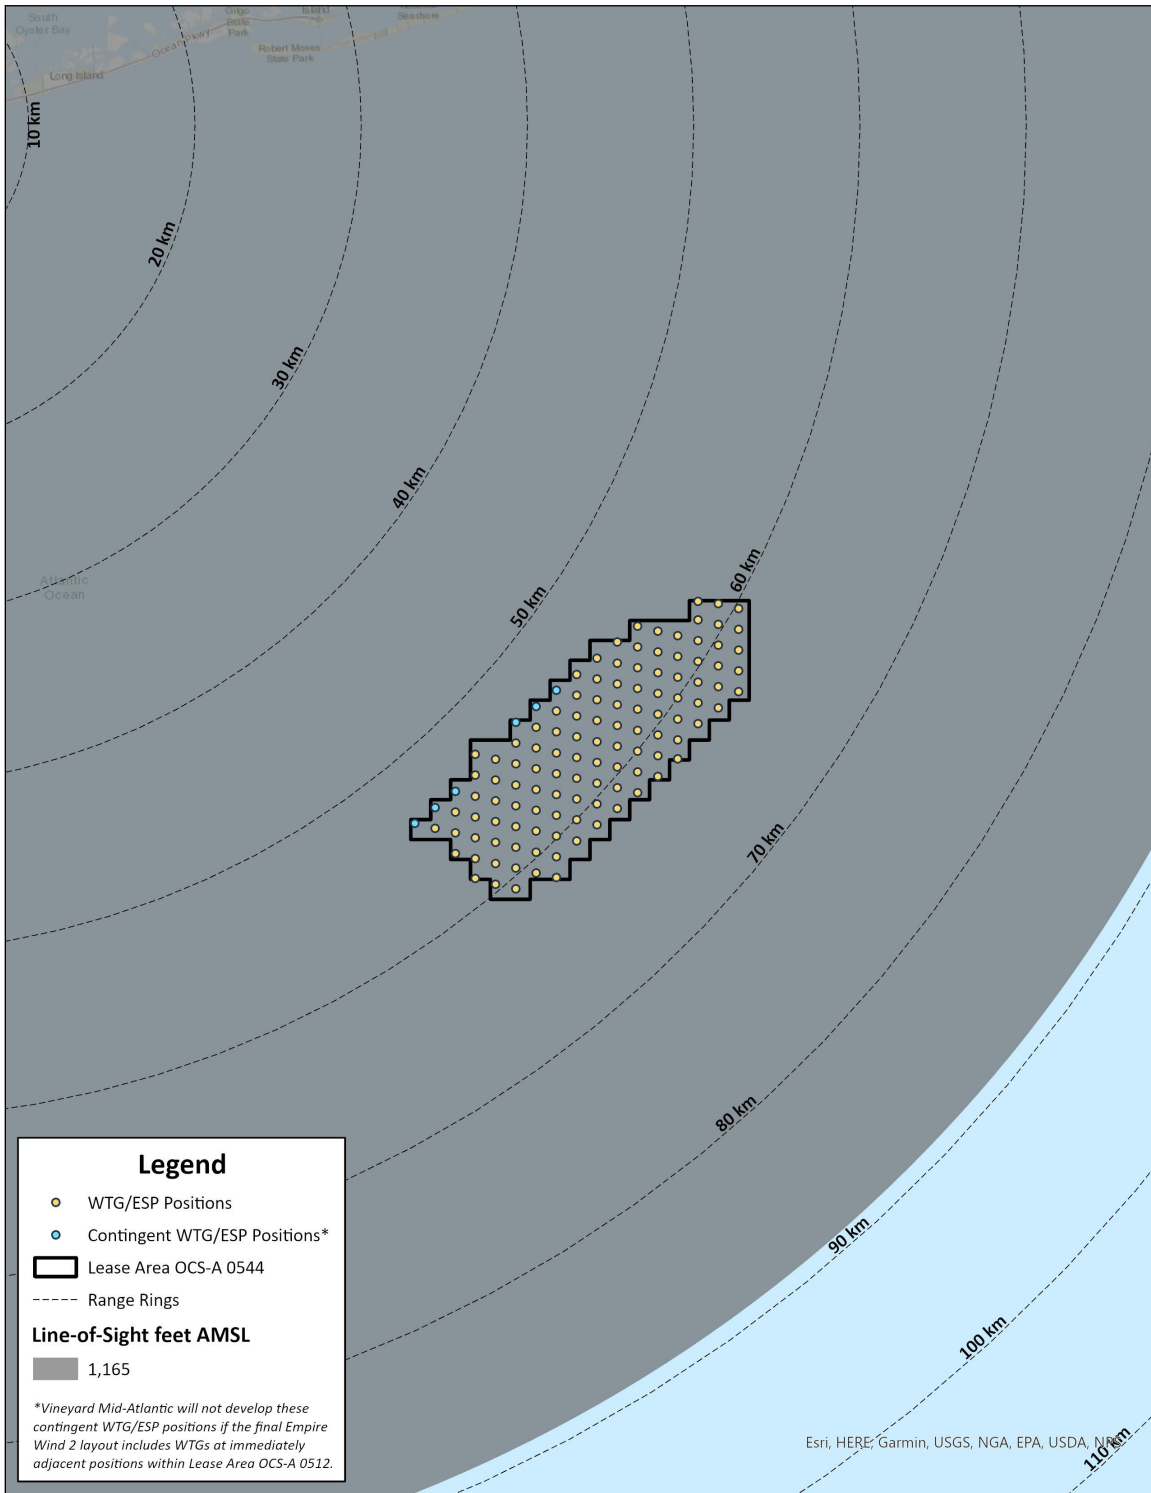 South
Oyster Bay
Gilgo
State
Park
Island
Seashore
Ocean Pkwy
Robert Moses
State Park
Long Island
10 km
20 km
30 km
40 km
50 km
60 km
Atlantic
Ocean
70 km
80 km
90 km
100 km
110 km
Legend
WTG/ESP Positions
Contingent WTG/ESP Positions*
Lease Area OCS-A 0544
Range Rings
Line-of-Sight feet AMSL
1,165
*Vineyard Mid-Atlantic will not develop these
contingent WTG/ESP positions if the final Empire
Wind 2 layout includes WTGs at immediately
adjacent positions within Lease Area OCS-A 0512.
Esri, HERE, Garmin, USGS, NGA, EPA, USDA, NPS